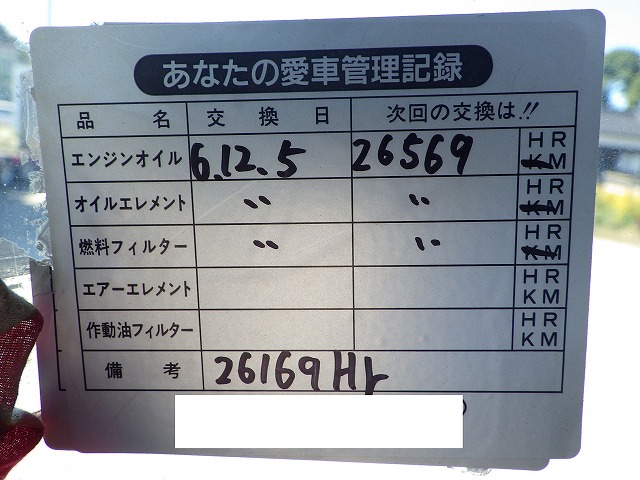 あなたの愛車管理記録
品名 交換日 次回の交換は!!
エンジンオイル 6.12.5 26569 HR KM
オイルエレメント 〃 〃 HR KM
燃料フィルター 〃 〃 HR KM
エアーエレメント HR KM
作動油フィルター HR KM
備考 26169Hr